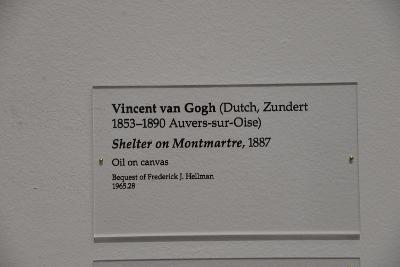 Vincent van Gogh (Dutch, Zundert
1853–1890 Auvers-sur-Oise)
Shelter on Montmartre, 1887
Oil on canvas
Bequest of Frederick J. Hellman
1965.28